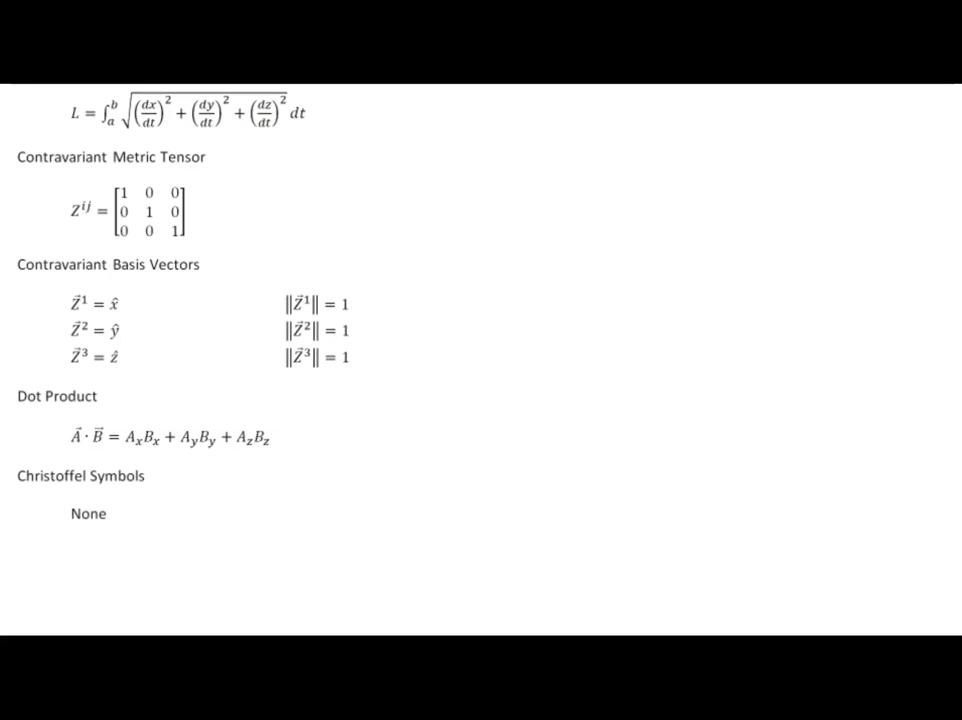 L = ∫_a^b √((dx/dt)^2 + (dy/dt)^2 + (dz/dt)^2) dt
Contravariant Metric Tensor
Z^{ij} = [1 0 0
0 1 0
0 0 1]
Contravariant Basis Vectors
Z⃗^1 = x̂ ‖Z⃗^1‖ = 1
Z⃗^2 = ŷ ‖Z⃗^2‖ = 1
Z⃗^3 = ẑ ‖Z⃗^3‖ = 1
Dot Product
A⃗ · B⃗ = A_xB_x + A_yB_y + A_zB_z
Christoffel Symbols
None